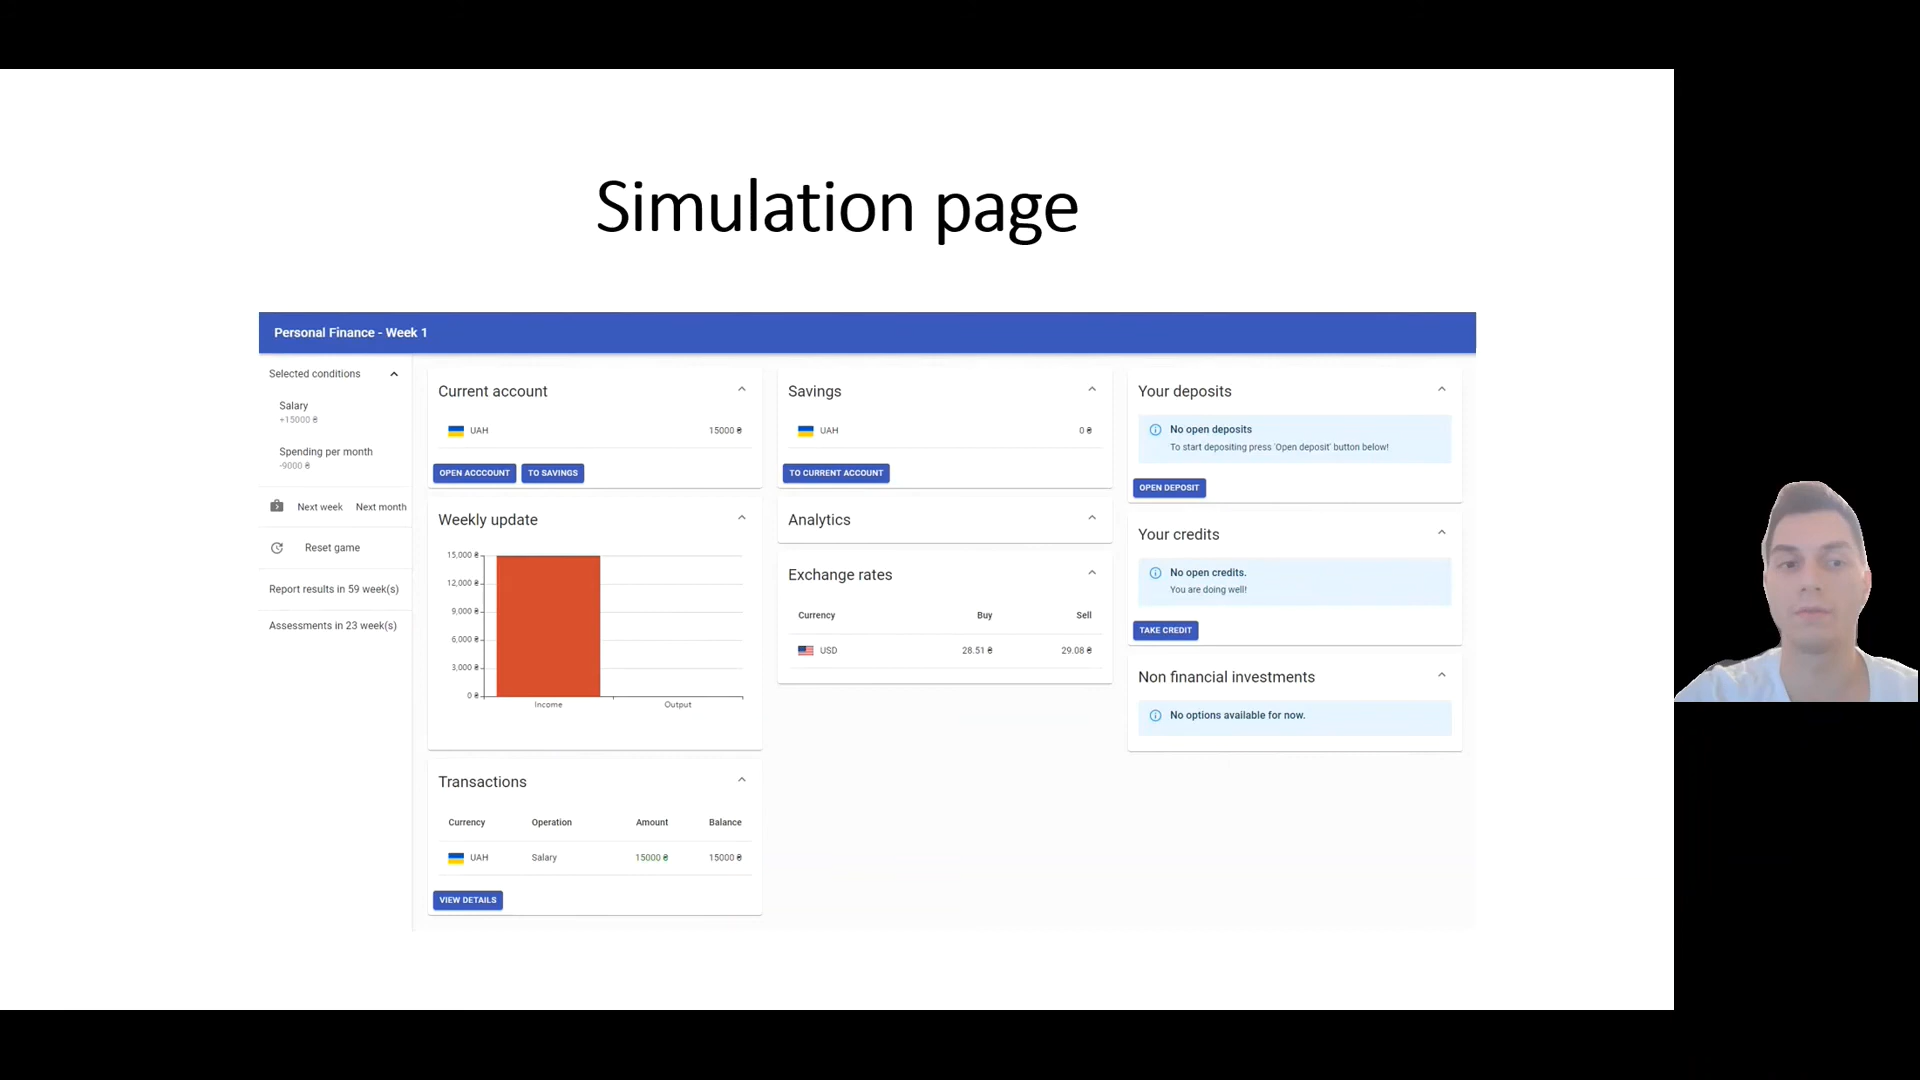 Simulation page
Personal Finance - Week 1
Selected conditions
Salary
+15000 ₴
Spending per month
-9000 ₴
Next week Next month
Reset game
Report results in 59 week(s)
Assessments in 23 week(s)
Current account
UAH 15000 ₴
OPEN ACCCOUNT TO SAVINGS
Weekly update
15,000 ₴
12,000 ₴
9,000 ₴
6,000 ₴
3,000 ₴
0 ₴
Income Output
Transactions
Currency Operation Amount Balance
UAH Salary 15000 ₴ 15000 ₴
VIEW DETAILS
Savings
UAH 0 ₴
TO CURRENT ACCOUNT
Analytics
Exchange rates
Currency Buy Sell
USD 28.51 ₴ 29.08 ₴
Your deposits
No open deposits
To start depositing press 'Open deposit' button below!
OPEN DEPOSIT
Your credits
No open credits.
You are doing well!
TAKE CREDIT
Non financial investments
No options available for now.